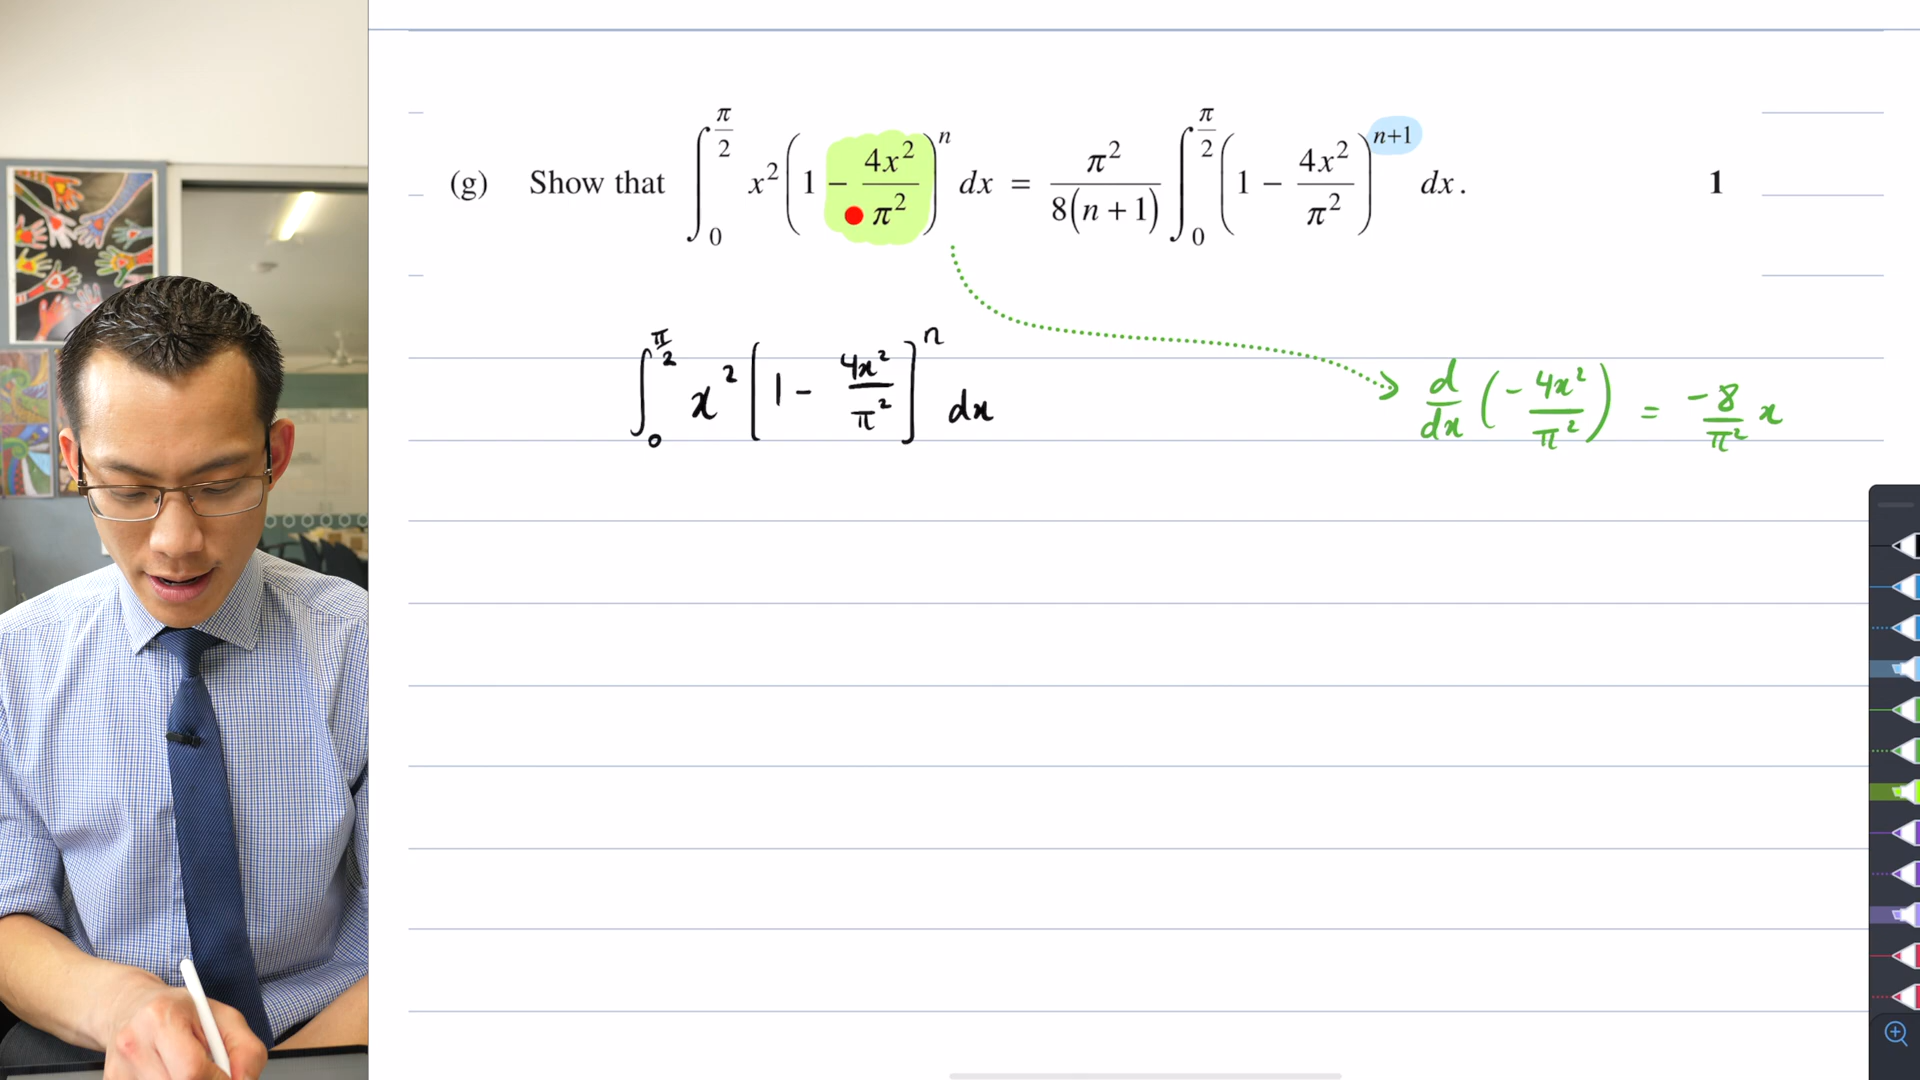 (g) Show that ∫₀^(π/2) x²(1 − 4x²/π²)ⁿ dx = π²/(8(n+1)) ∫₀^(π/2) (1 − 4x²/π²)ⁿ⁺¹ dx. 1
∫₀^(π/2) x²[1 − 4x²/π²]ⁿ dx
d/dx (−4x²/π²) = −8/π² x